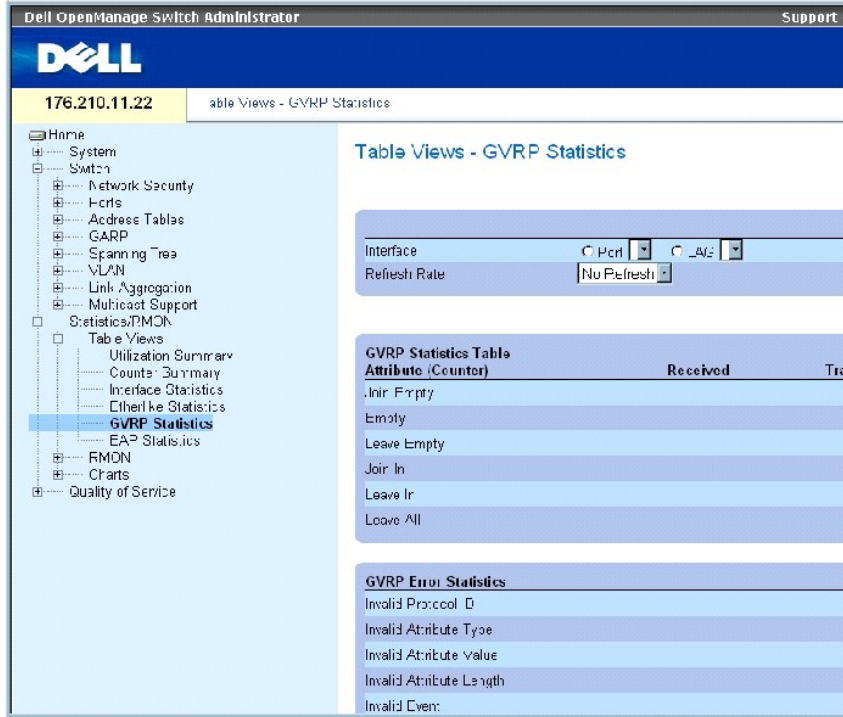 Dell OpenManage Switch Administrator Support
DELL
176.210.11.22 able Views - GVRP Statistics
Home
System
Switch
Network Security
Ports
Address Tables
GARP
Spanning Tree
VLAN
Link Aggregation
Multicast Support
Statistics/RMON
Table Views
Utilization Summary
Counter Summary
Interface Statistics
Etherlike Statistics
GVRP Statistics
EAP Statistics
RMON
Charts
Quality of Service
Table Views - GVRP Statistics
Interface Port LAG
Refresh Rate No Refresh
GVRP Statistics Table
Attribute (Counter) Received Tra
Join Empty
Empty
Leave Empty
Join In
Leave In
Leave All
GVRP Error Statistics
Invalid Protocol ID
Invalid Attribute Type
Invalid Attribute Value
Invalid Attribute Length
Invalid Event